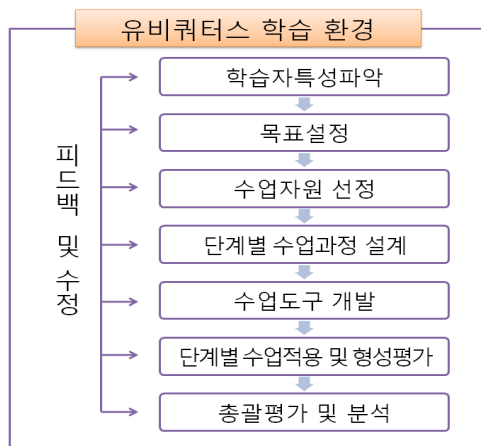 유비쿼터스 학습 환경
피드백 및 수정
학습자특성파악
목표설정
수업자원 선정
단계별 수업과정 설계
수업도구 개발
단계별 수업적용 및 형성평가
총괄평가 및 분석